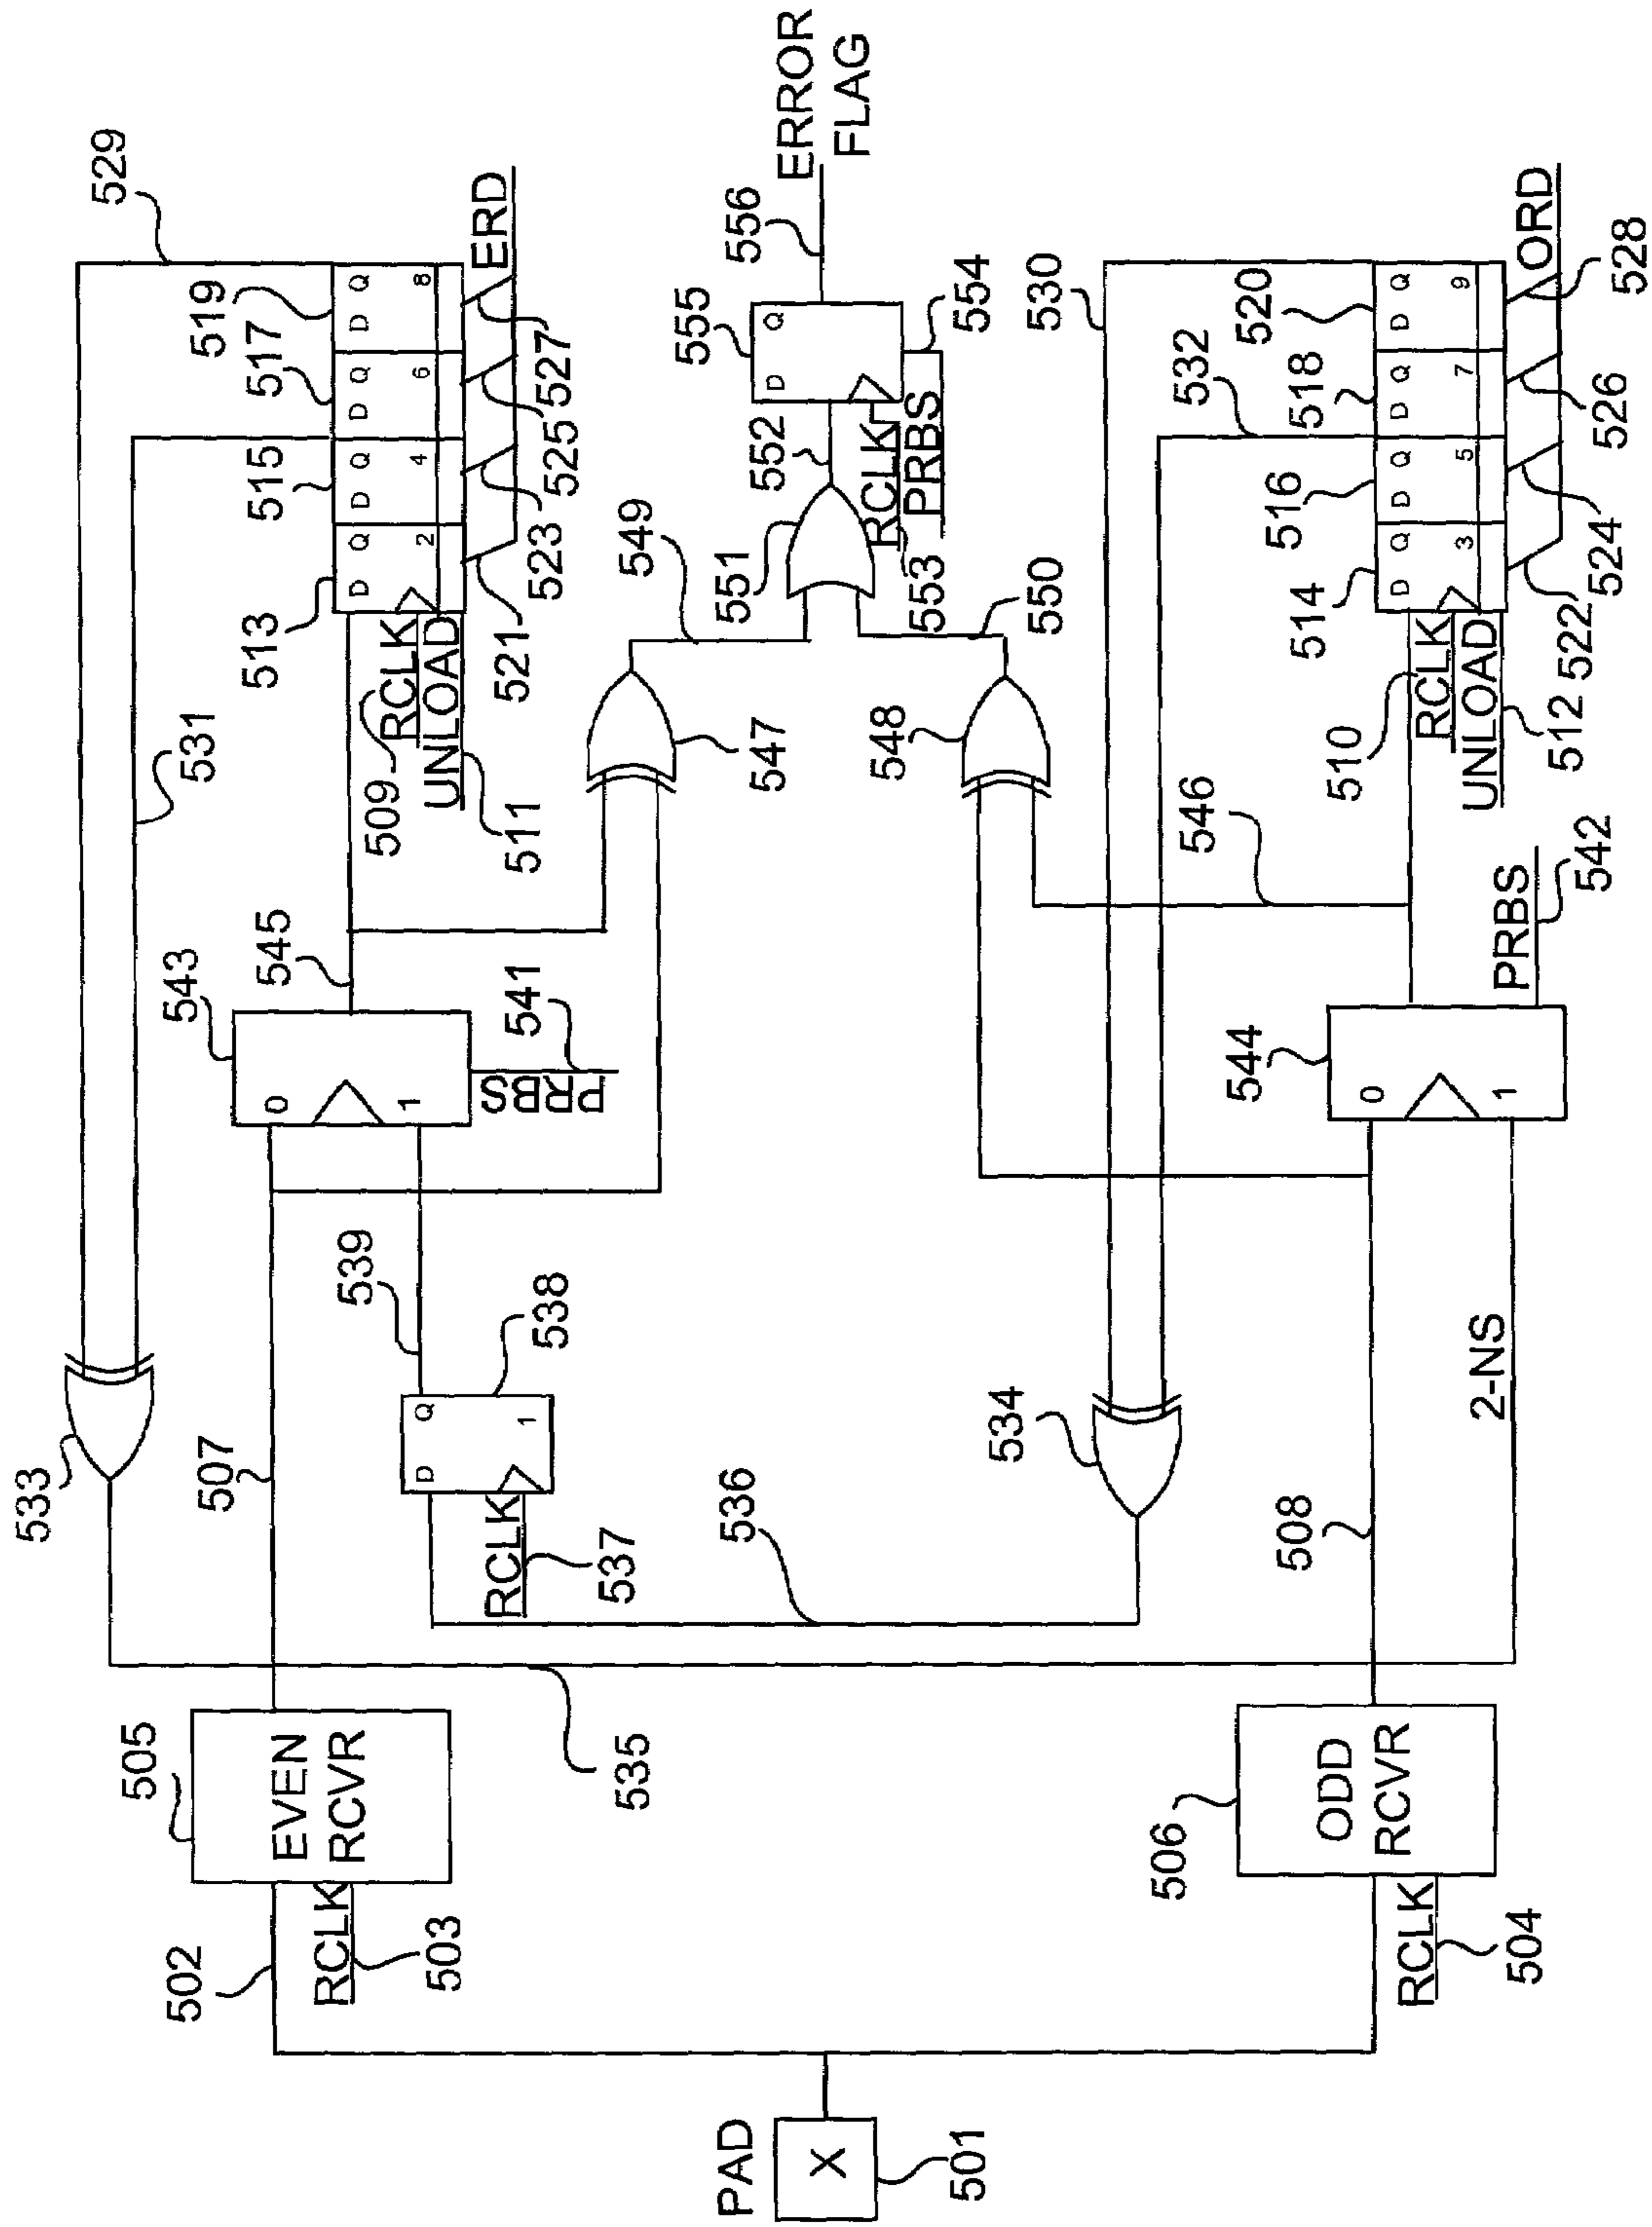 PAD
X
501
502
RCLK
503
EVEN
RCVR
505
RCLK
504
ODD
RCVR
506
507
508
533
535
536
534
RCLK
537
D Q
1
538
539
2-NS
543
0
1
PRBS
541
545
544
0
1
PRBS
542
546
531
529
509
RCLK
UNLOAD
511
513
515
517
519
D Q
2
D Q
4
D Q
6
D Q
8
521
523
525
527
ERD
547
548
549
550
551
552
RCLK
553
PRBS
554
555
D Q
556
ERROR
FLAG
530
532
510
RCLK
UNLOAD
512
514
516
518
520
D Q
3
D Q
5
D Q
7
D Q
9
522
524
526
528
ORD